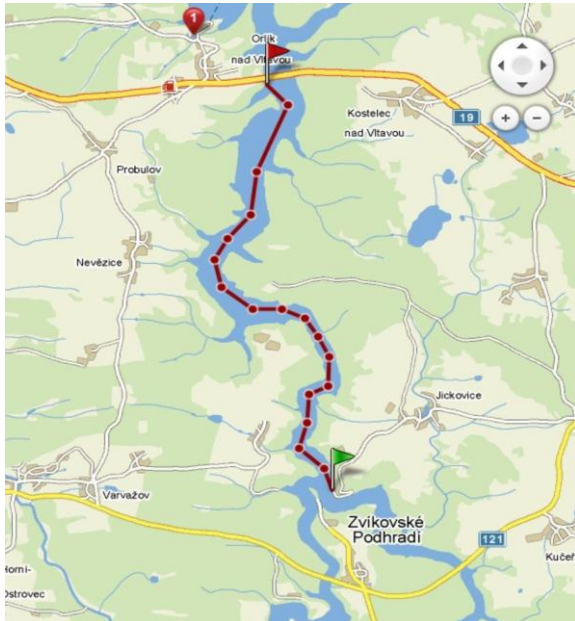 1
Orlík
nad Vltavou
19
Kostelec
nad Vltavou
Probulov
Nevězice
Jickovice
Varvažov
Zvíkovské
Podhradí
121
Kučeř
Horní-
Ostrovec